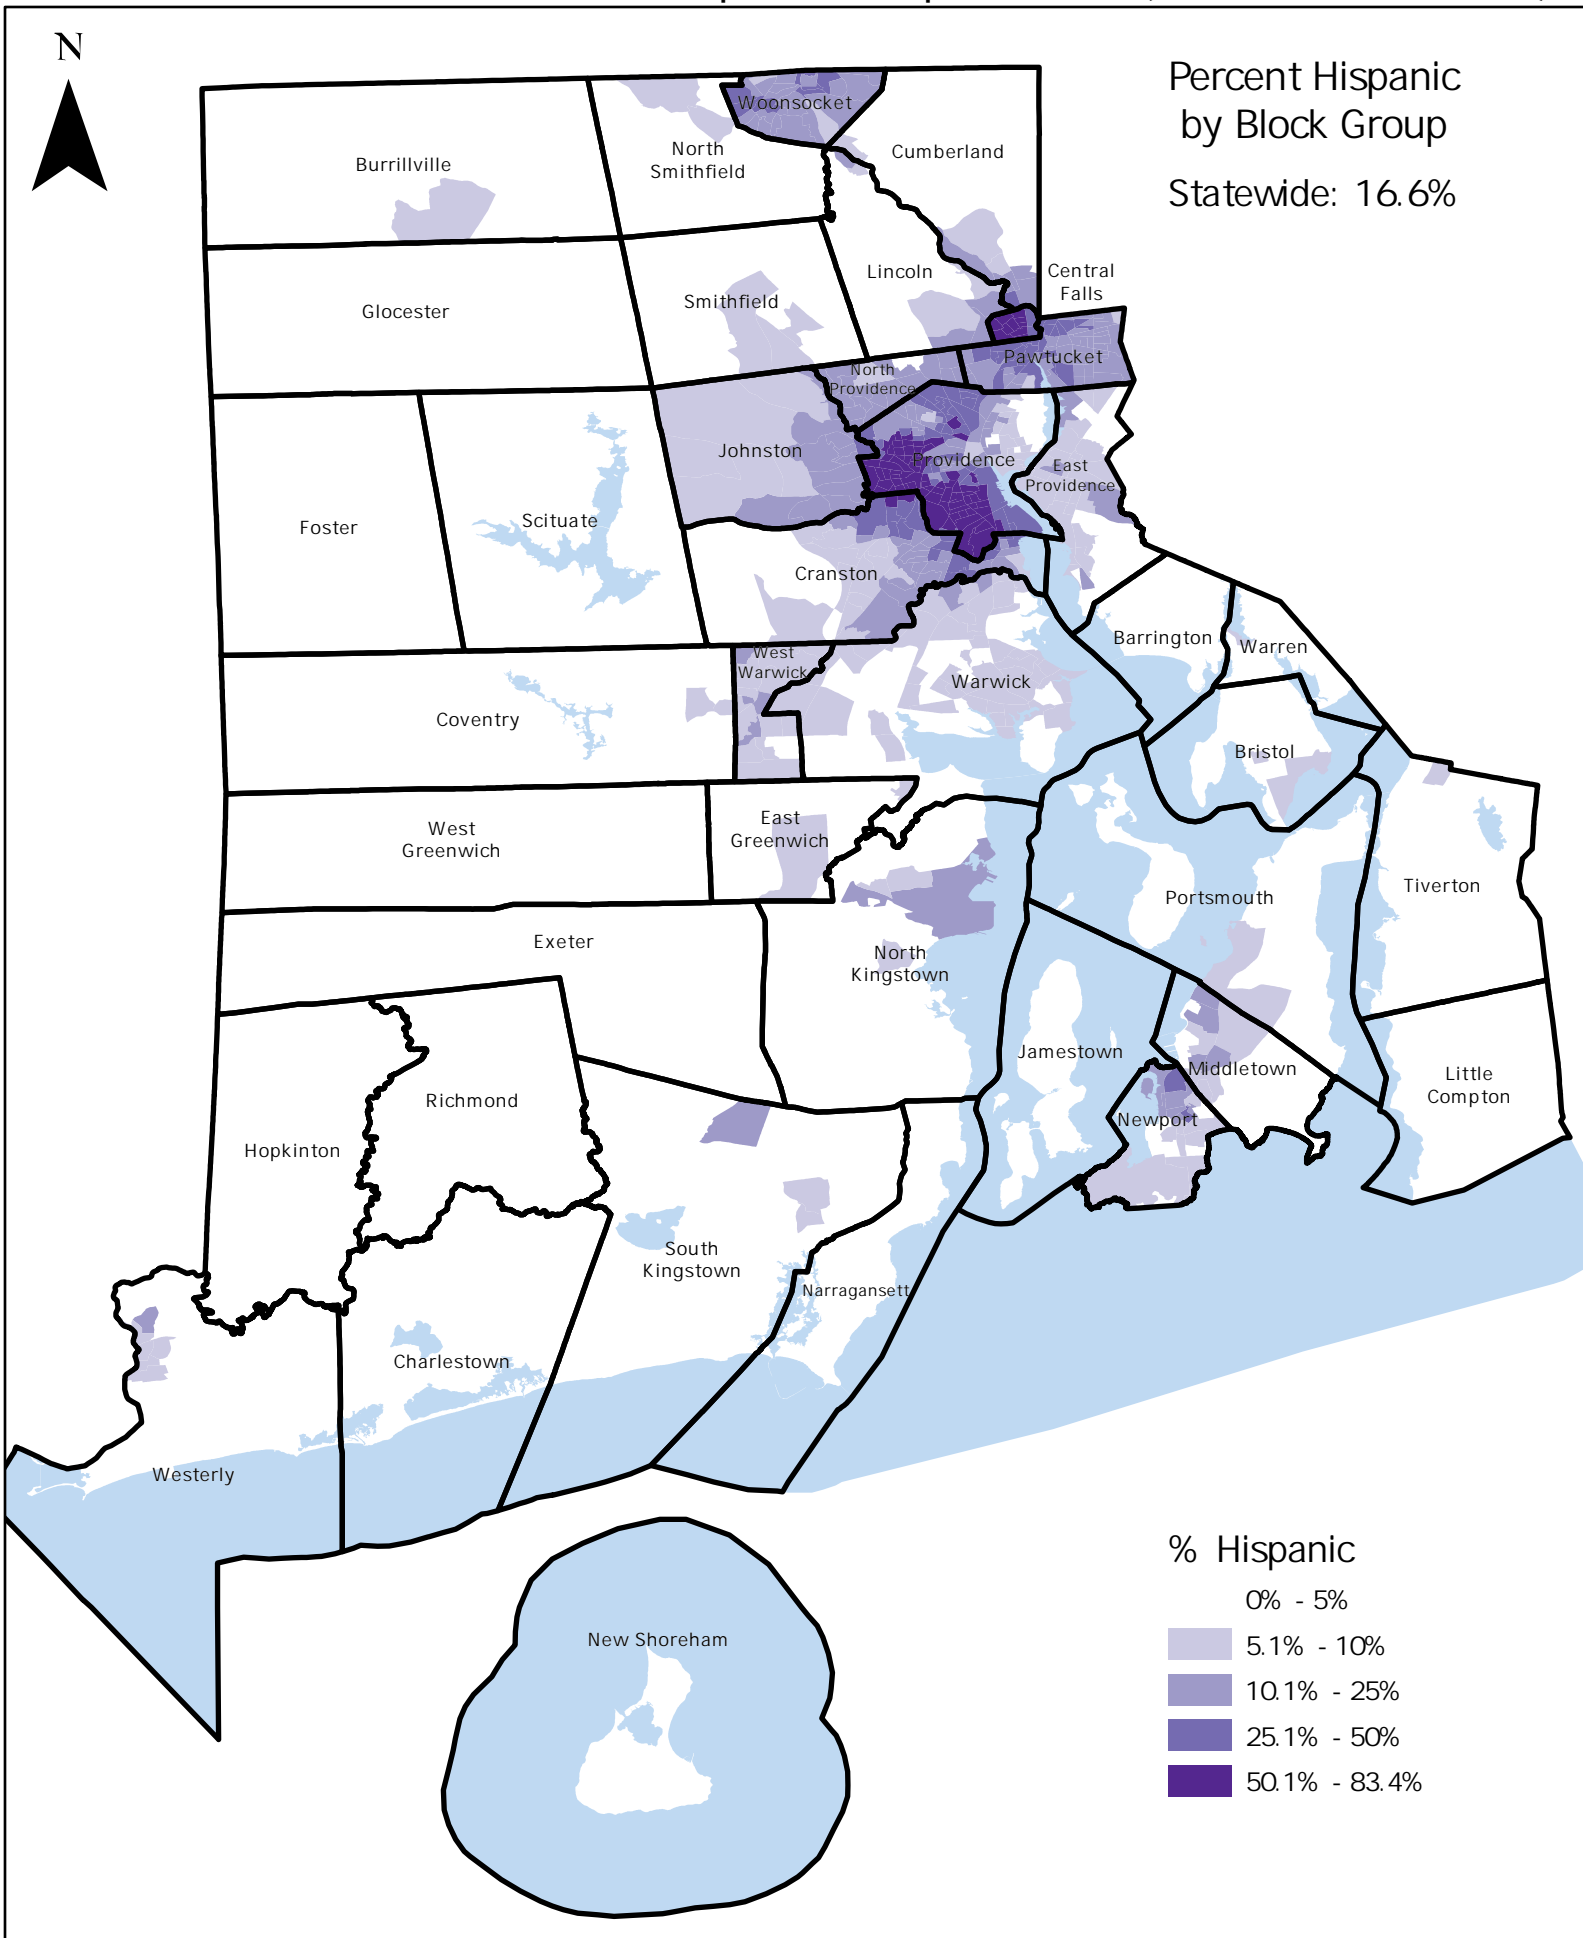 N
Percent Hispanic
by Block Group
Statewide: 16.6%
Woonsocket
Cumberland
North
Smithfield
Burrillville
Lincoln
Central
Falls
Smithfield
Glocester
Pawtucket
North
Providence
Johnston
Providence
East
Providence
Foster
Scituate
Cranston
Barrington
Warren
West
Warwick
Warwick
Coventry
Bristol
West
Greenwich
East
Greenwich
Tiverton
Portsmouth
Exeter
North
Kingstown
Jamestown
Middletown
Little
Compton
Richmond
Newport
Hopkinton
South
Kingstown
Narragansett
Charlestown
Westerly
New Shoreham
% Hispanic
0% - 5%
5.1% - 10%
10.1% - 25%
25.1% - 50%
50.1% - 83.4%